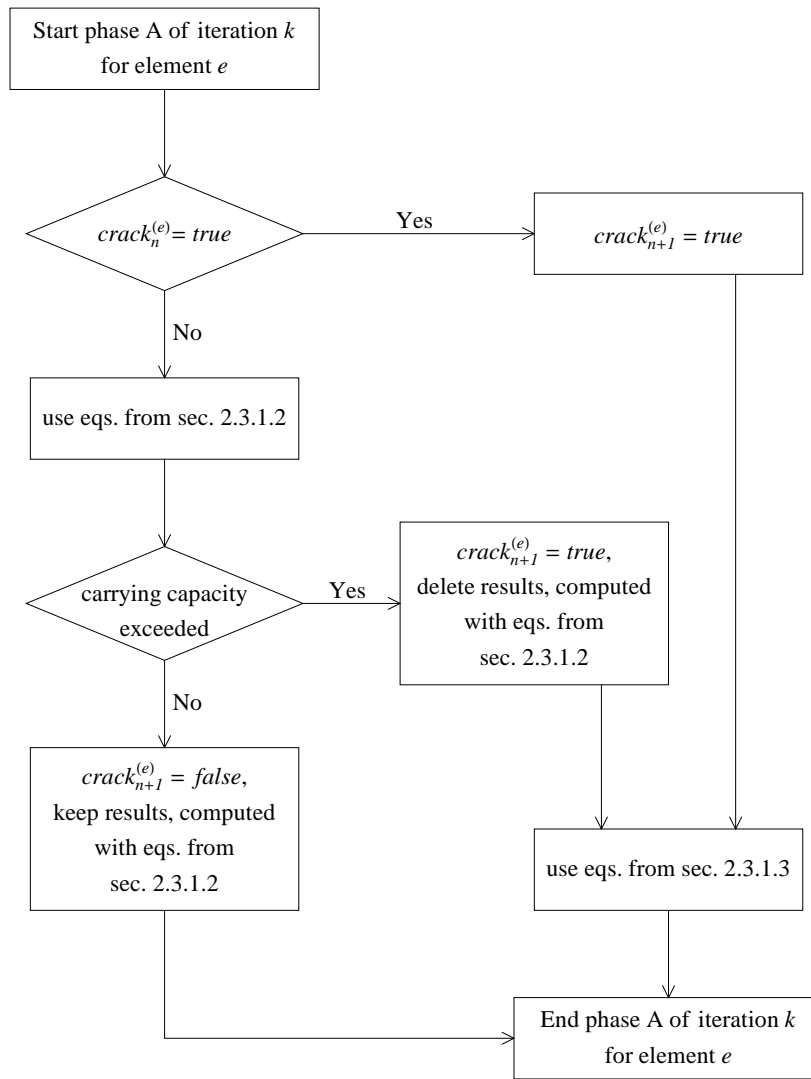 Start phase A of iteration k
for element e
crack_n^(e) = true
Yes
crack_{n+1}^(e) = true
No
use eqs. from sec. 2.3.1.2
carrying capacity
exceeded
Yes
crack_{n+1}^(e) = true,
delete results, computed
with eqs. from
sec. 2.3.1.2
No
crack_{n+1}^(e) = false,
keep results, computed
with eqs. from
sec. 2.3.1.2
use eqs. from sec. 2.3.1.3
End phase A of iteration k
for element e